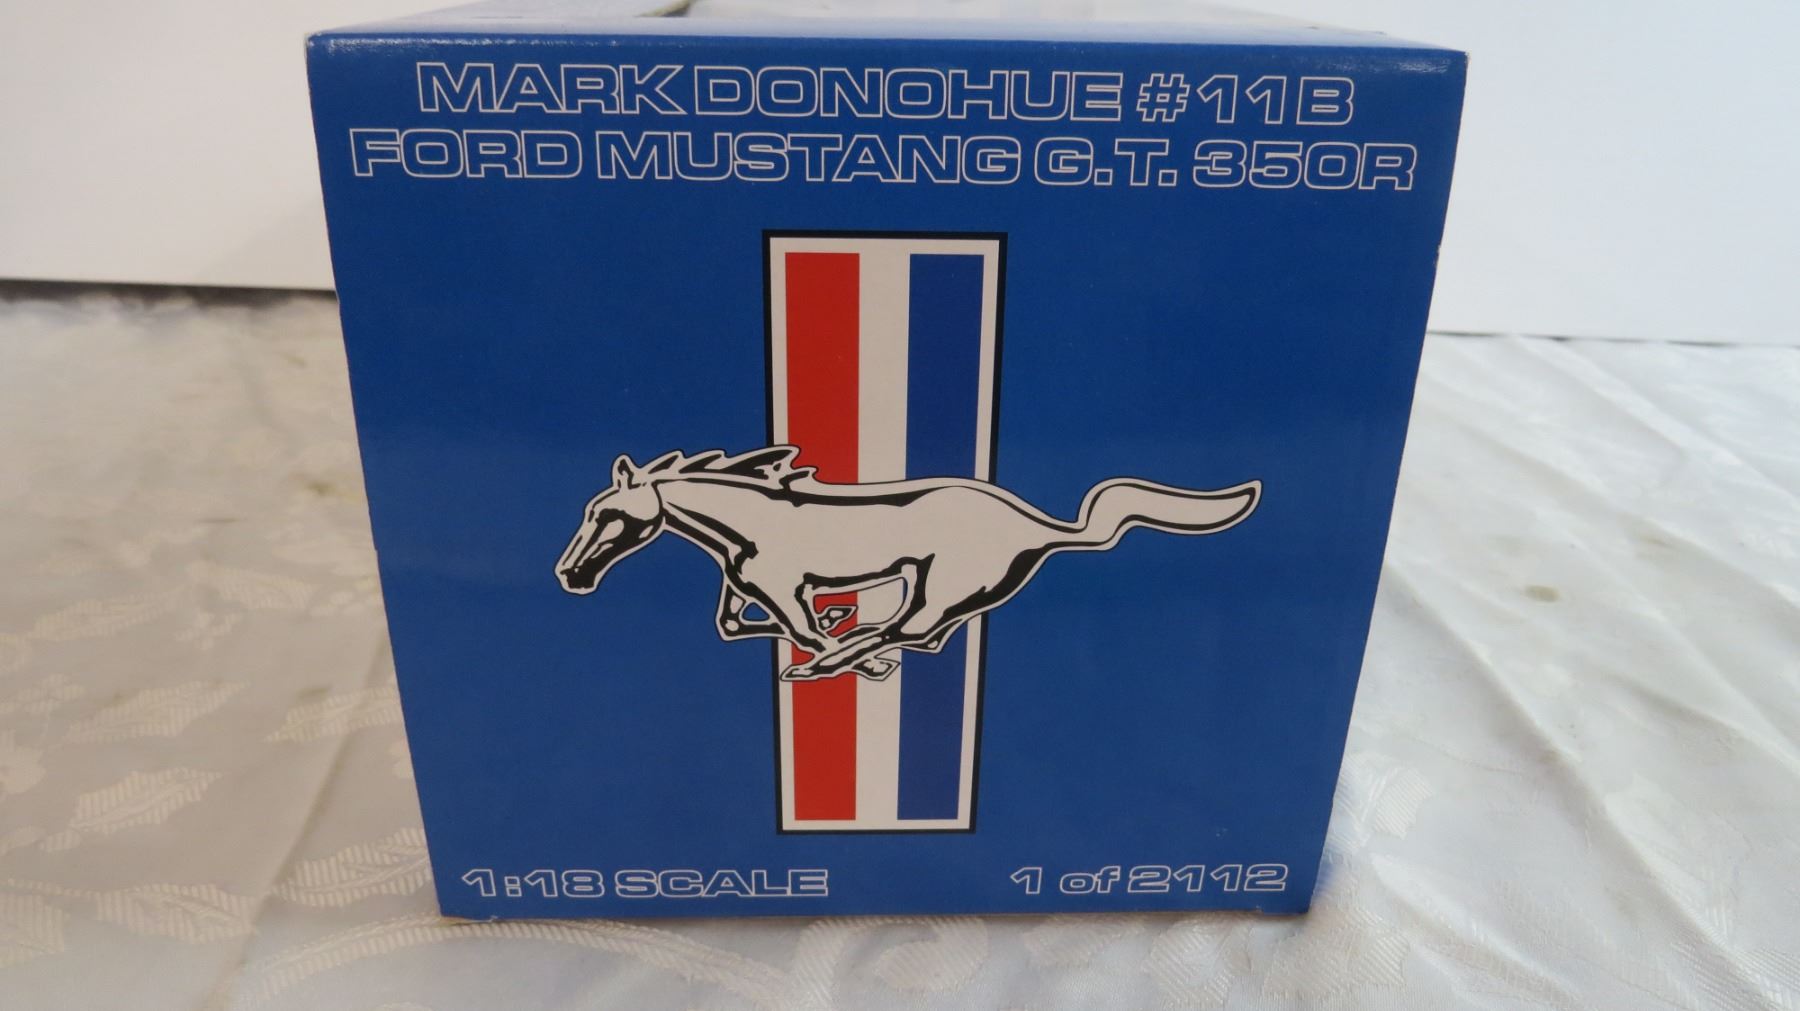 MARK DONOHUE #11B
FORD MUSTANG G.T. 350R
1:18 SCALE
1 of 2112